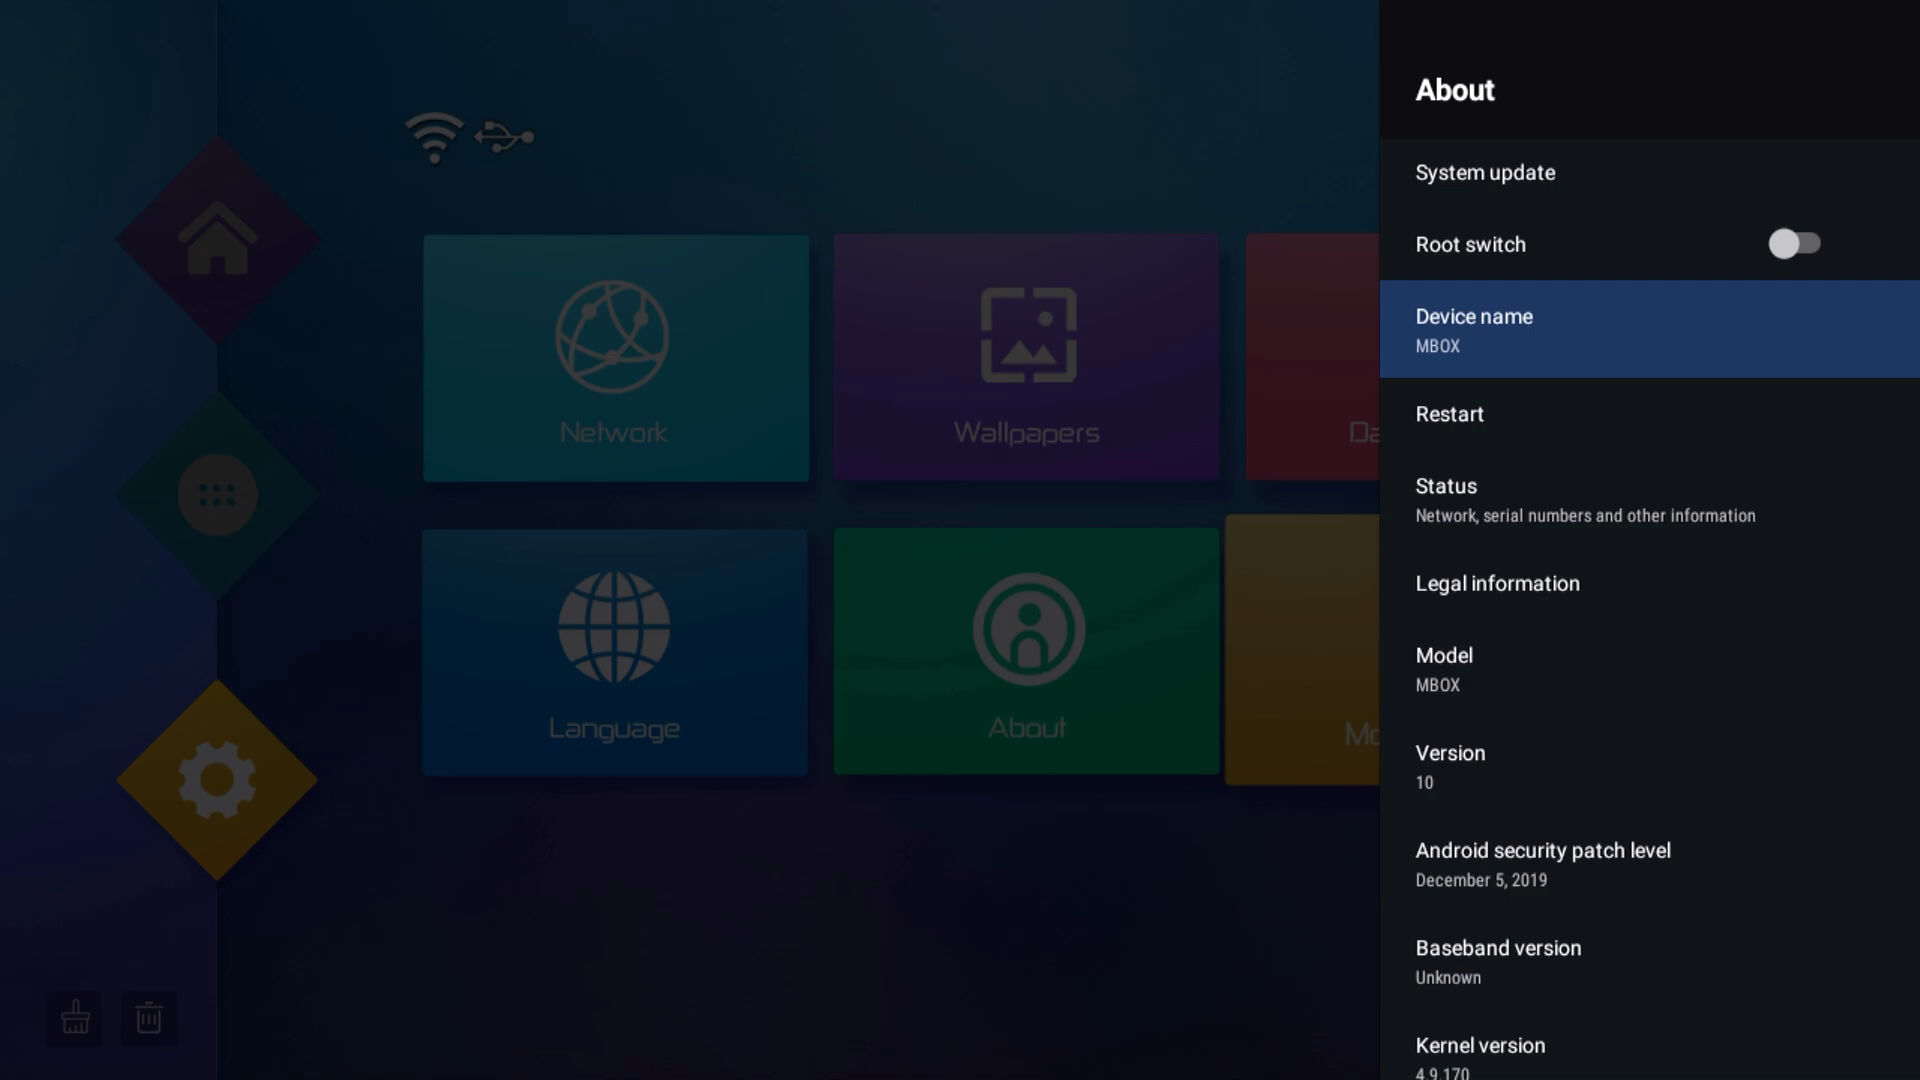 About
System update
Root switch
Device name
MBOX
Restart
Status
Network, serial numbers and other information
Legal information
Model
MBOX
Version
10
Android security patch level
December 5, 2019
Baseband version
Unknown
Kernel version
4.9.170
Network
Wallpapers
Da
Language
About
Mo